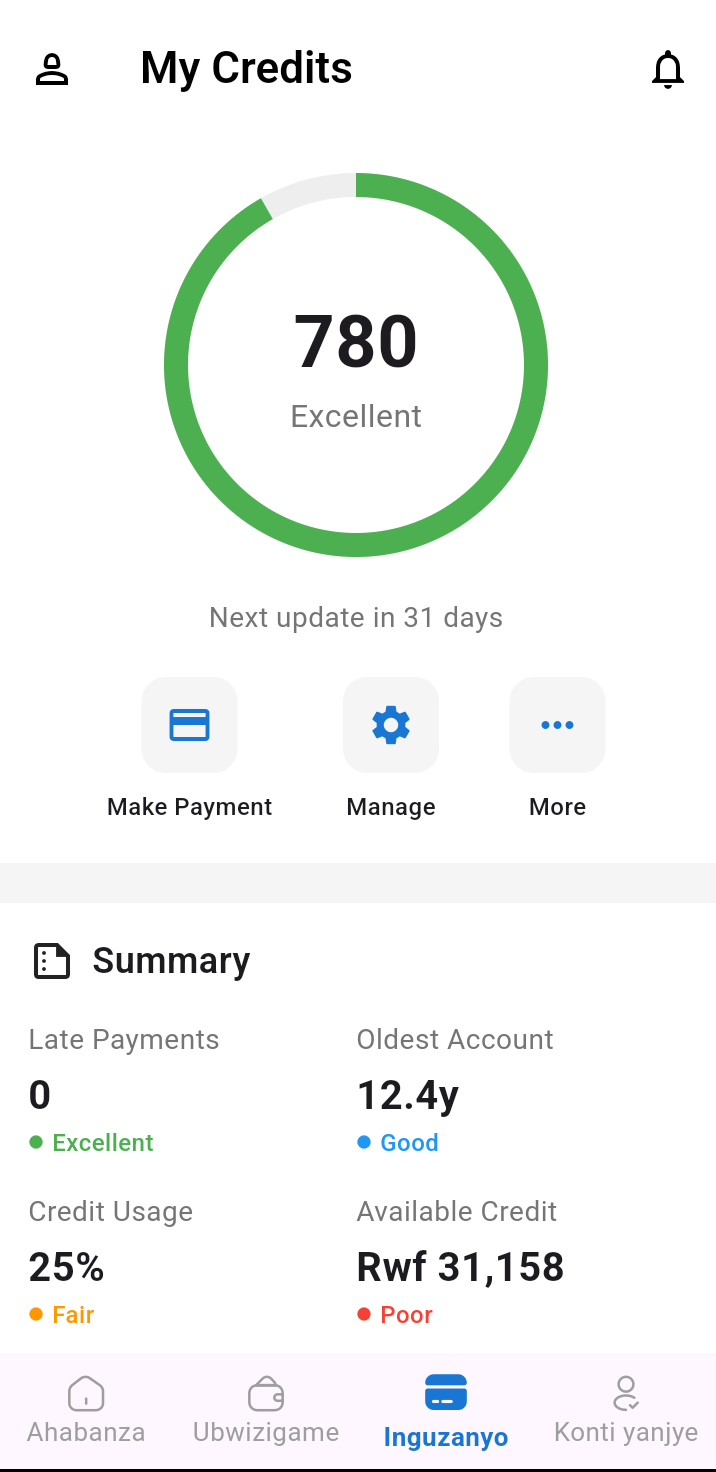 My Credits
780
Excellent
Next update in 31 days
Make Payment
Manage
More
Summary
Late Payments
Oldest Account
0
12.4y
Excellent
Good
Credit Usage
Available Credit
25%
Rwf 31,158
Fair
Poor
Ahabanza
Ubwizigame
Inguzanyo
Konti yanjye